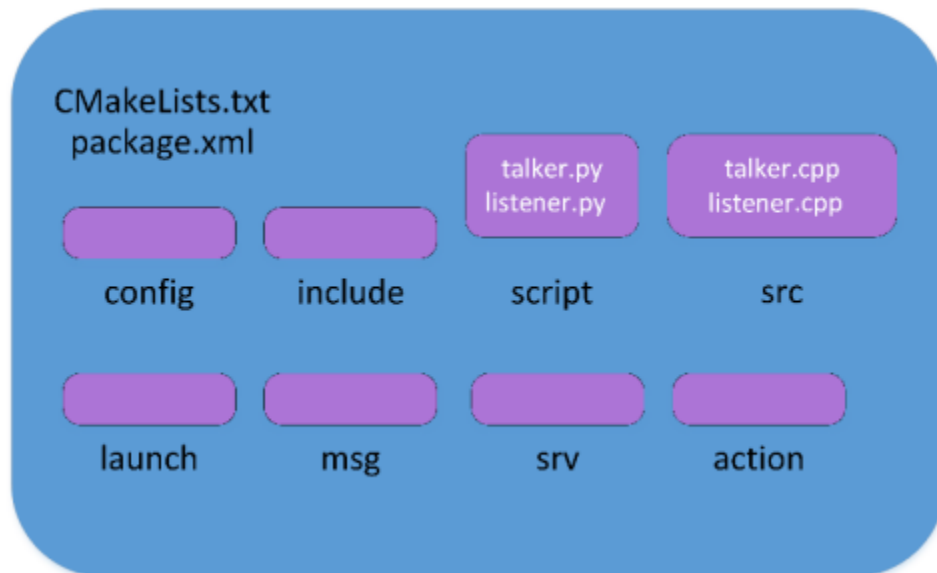 CMakeLists.txt
package.xml
talker.py
listener.py
talker.cpp
listener.cpp
config include script src
launch msg srv action